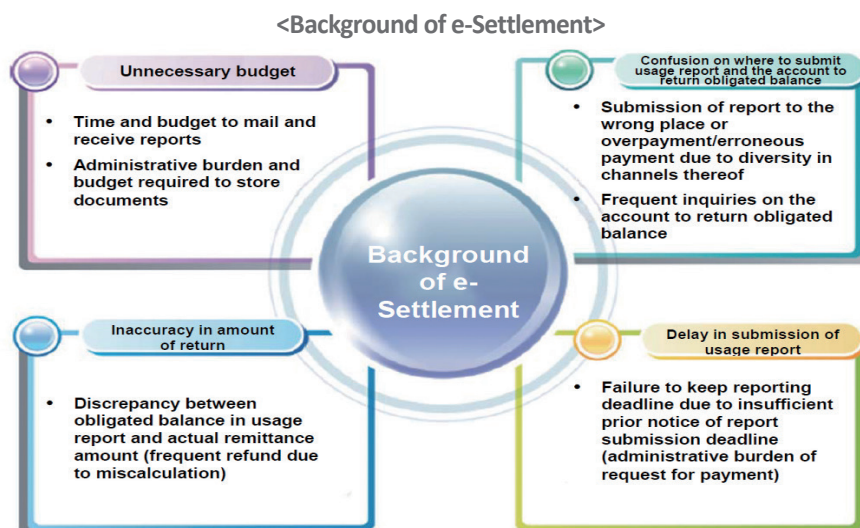 <Background of e-Settlement>
Unnecessary budget
• Time and budget to mail and
receive reports
• Administrative burden and
budget required to store
documents
Confusion on where to submit
usage report and the account to
return obligated balance
• Submission of report to the
wrong place or
overpayment/erroneous
payment due to diversity in
channels thereof
• Frequent inquiries on the
account to return obligated
balance
Background
of e-
Settlement
Inaccuracy in amount
of return
• Discrepancy between
obligated balance in usage
report and actual remittance
amount (frequent refund due
to miscalculation)
Delay in submission of
usage report
• Failure to keep reporting
deadline due to insufficient
prior notice of report
submission deadline
(administrative burden of
request for payment)